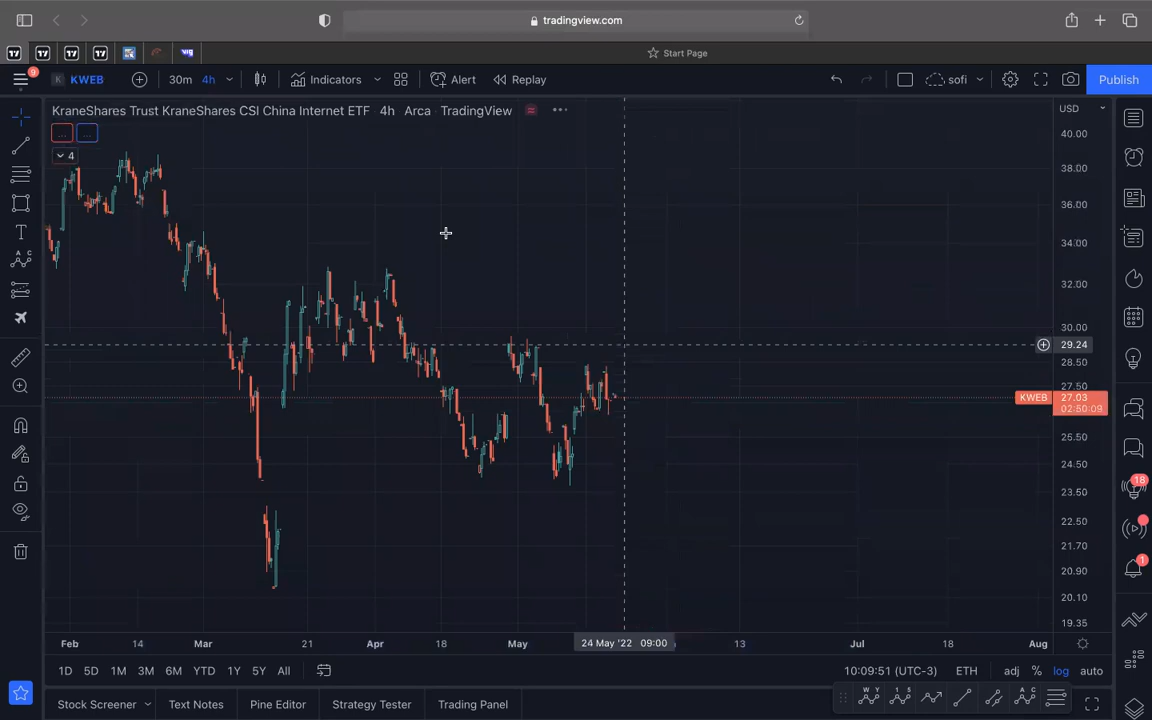 tradingview.com
Start Page
9
K KWEB 30m 4h Indicators Alert Replay sofi Publish
KraneShares Trust KraneShares CSI China Internet ETF 4h Arca TradingView
USD
... ...
4
40.00
38.00
36.00
34.00
32.00
30.00
29.24
28.50
27.50
KWEB 27.03
02:50:09
25.50
24.50
23.50
22.50
21.70
20.90
20.10
19.35
18
1
Feb 14 Mar 21 Apr 18 May 24 May '22 09:00 13 Jul 18 Aug
1D 5D 1M 3M 6M YTD 1Y 5Y All 10:09:51 (UTC-3) ETH adj % log auto
Stock Screener Text Notes Pine Editor Strategy Tester Trading Panel